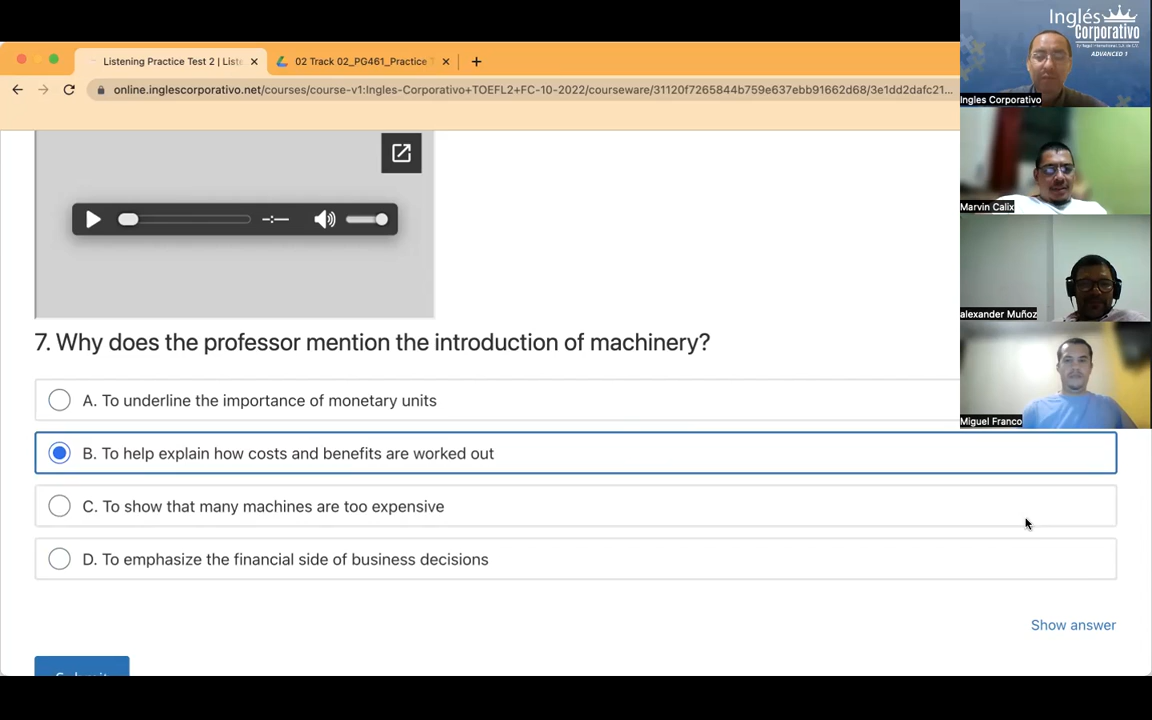 Listening Practice Test 2 | Liste
02 Track 02_PG461_Practice T
online.inglescorporativo.net/courses/course-v1:Ingles-Corporativo+TOEFL2+FC-10-2022/courseware/31120f7265844b759e637ebb91662d68/3e1dd2dafc21...
Inglés
Corporativo
ADVANCED 1
Ingles Corporativo
Marvin Calix
alexander Muñoz
Miguel Franco
7. Why does the professor mention the introduction of machinery?
A. To underline the importance of monetary units
B. To help explain how costs and benefits are worked out
C. To show that many machines are too expensive
D. To emphasize the financial side of business decisions
Show answer
Submit